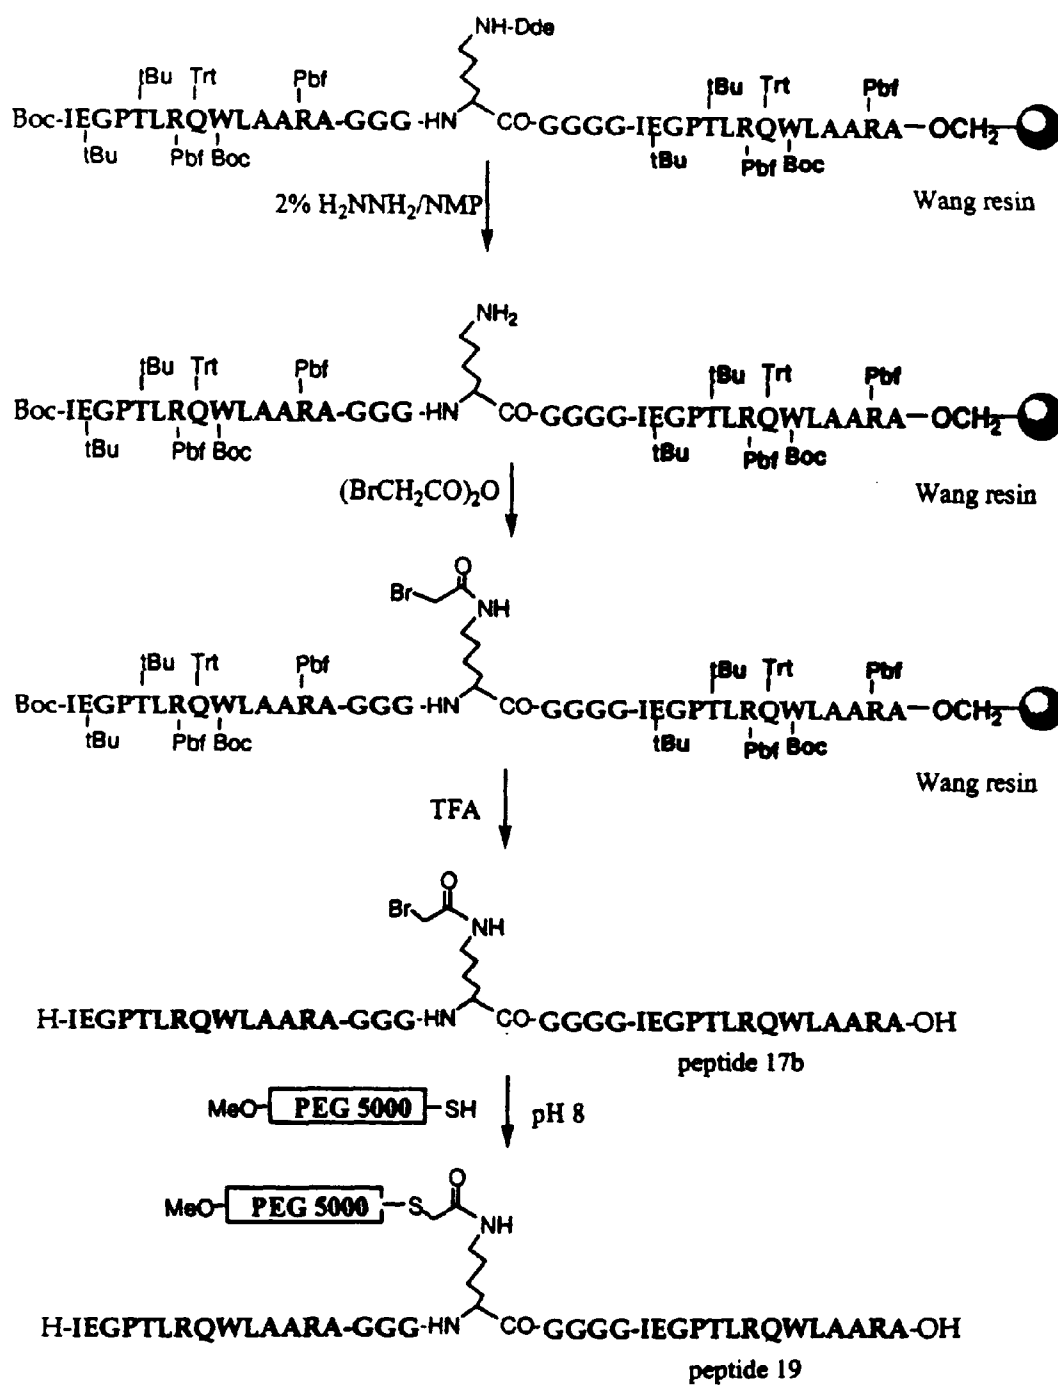 NH-Dde
tBu Trt Pbf tBu Trt Pbf
Boc-IEGPTLRQWLAARA-GGG-HN CO-GGGG-IEGPTLRQWLAARA-OCH2
tBu Pbf Boc tBu Pbf Boc
2% H2NNH2/NMP
Wang resin
NH2
tBu Trt Pbf tBu Trt Pbf
Boc-IEGPTLRQWLAARA-GGG-HN CO-GGGG-IEGPTLRQWLAARA-OCH2
tBu Pbf Boc tBu Pbf Boc
(BrCH2CO)2O
Wang resin
O
Br NH
tBu Trt Pbf tBu Trt Pbf
Boc-IEGPTLRQWLAARA-GGG-HN CO-GGGG-IEGPTLRQWLAARA-OCH2
tBu Pbf Boc tBu Pbf Boc
Wang resin
TFA
O
Br NH
H-IEGPTLRQWLAARA-GGG-HN CO-GGGG-IEGPTLRQWLAARA-OH
peptide 17b
MeO-PEG 5000-SH pH 8
O
MeO-PEG 5000-S NH
H-IEGPTLRQWLAARA-GGG-HN CO-GGGG-IEGPTLRQWLAARA-OH
peptide 19